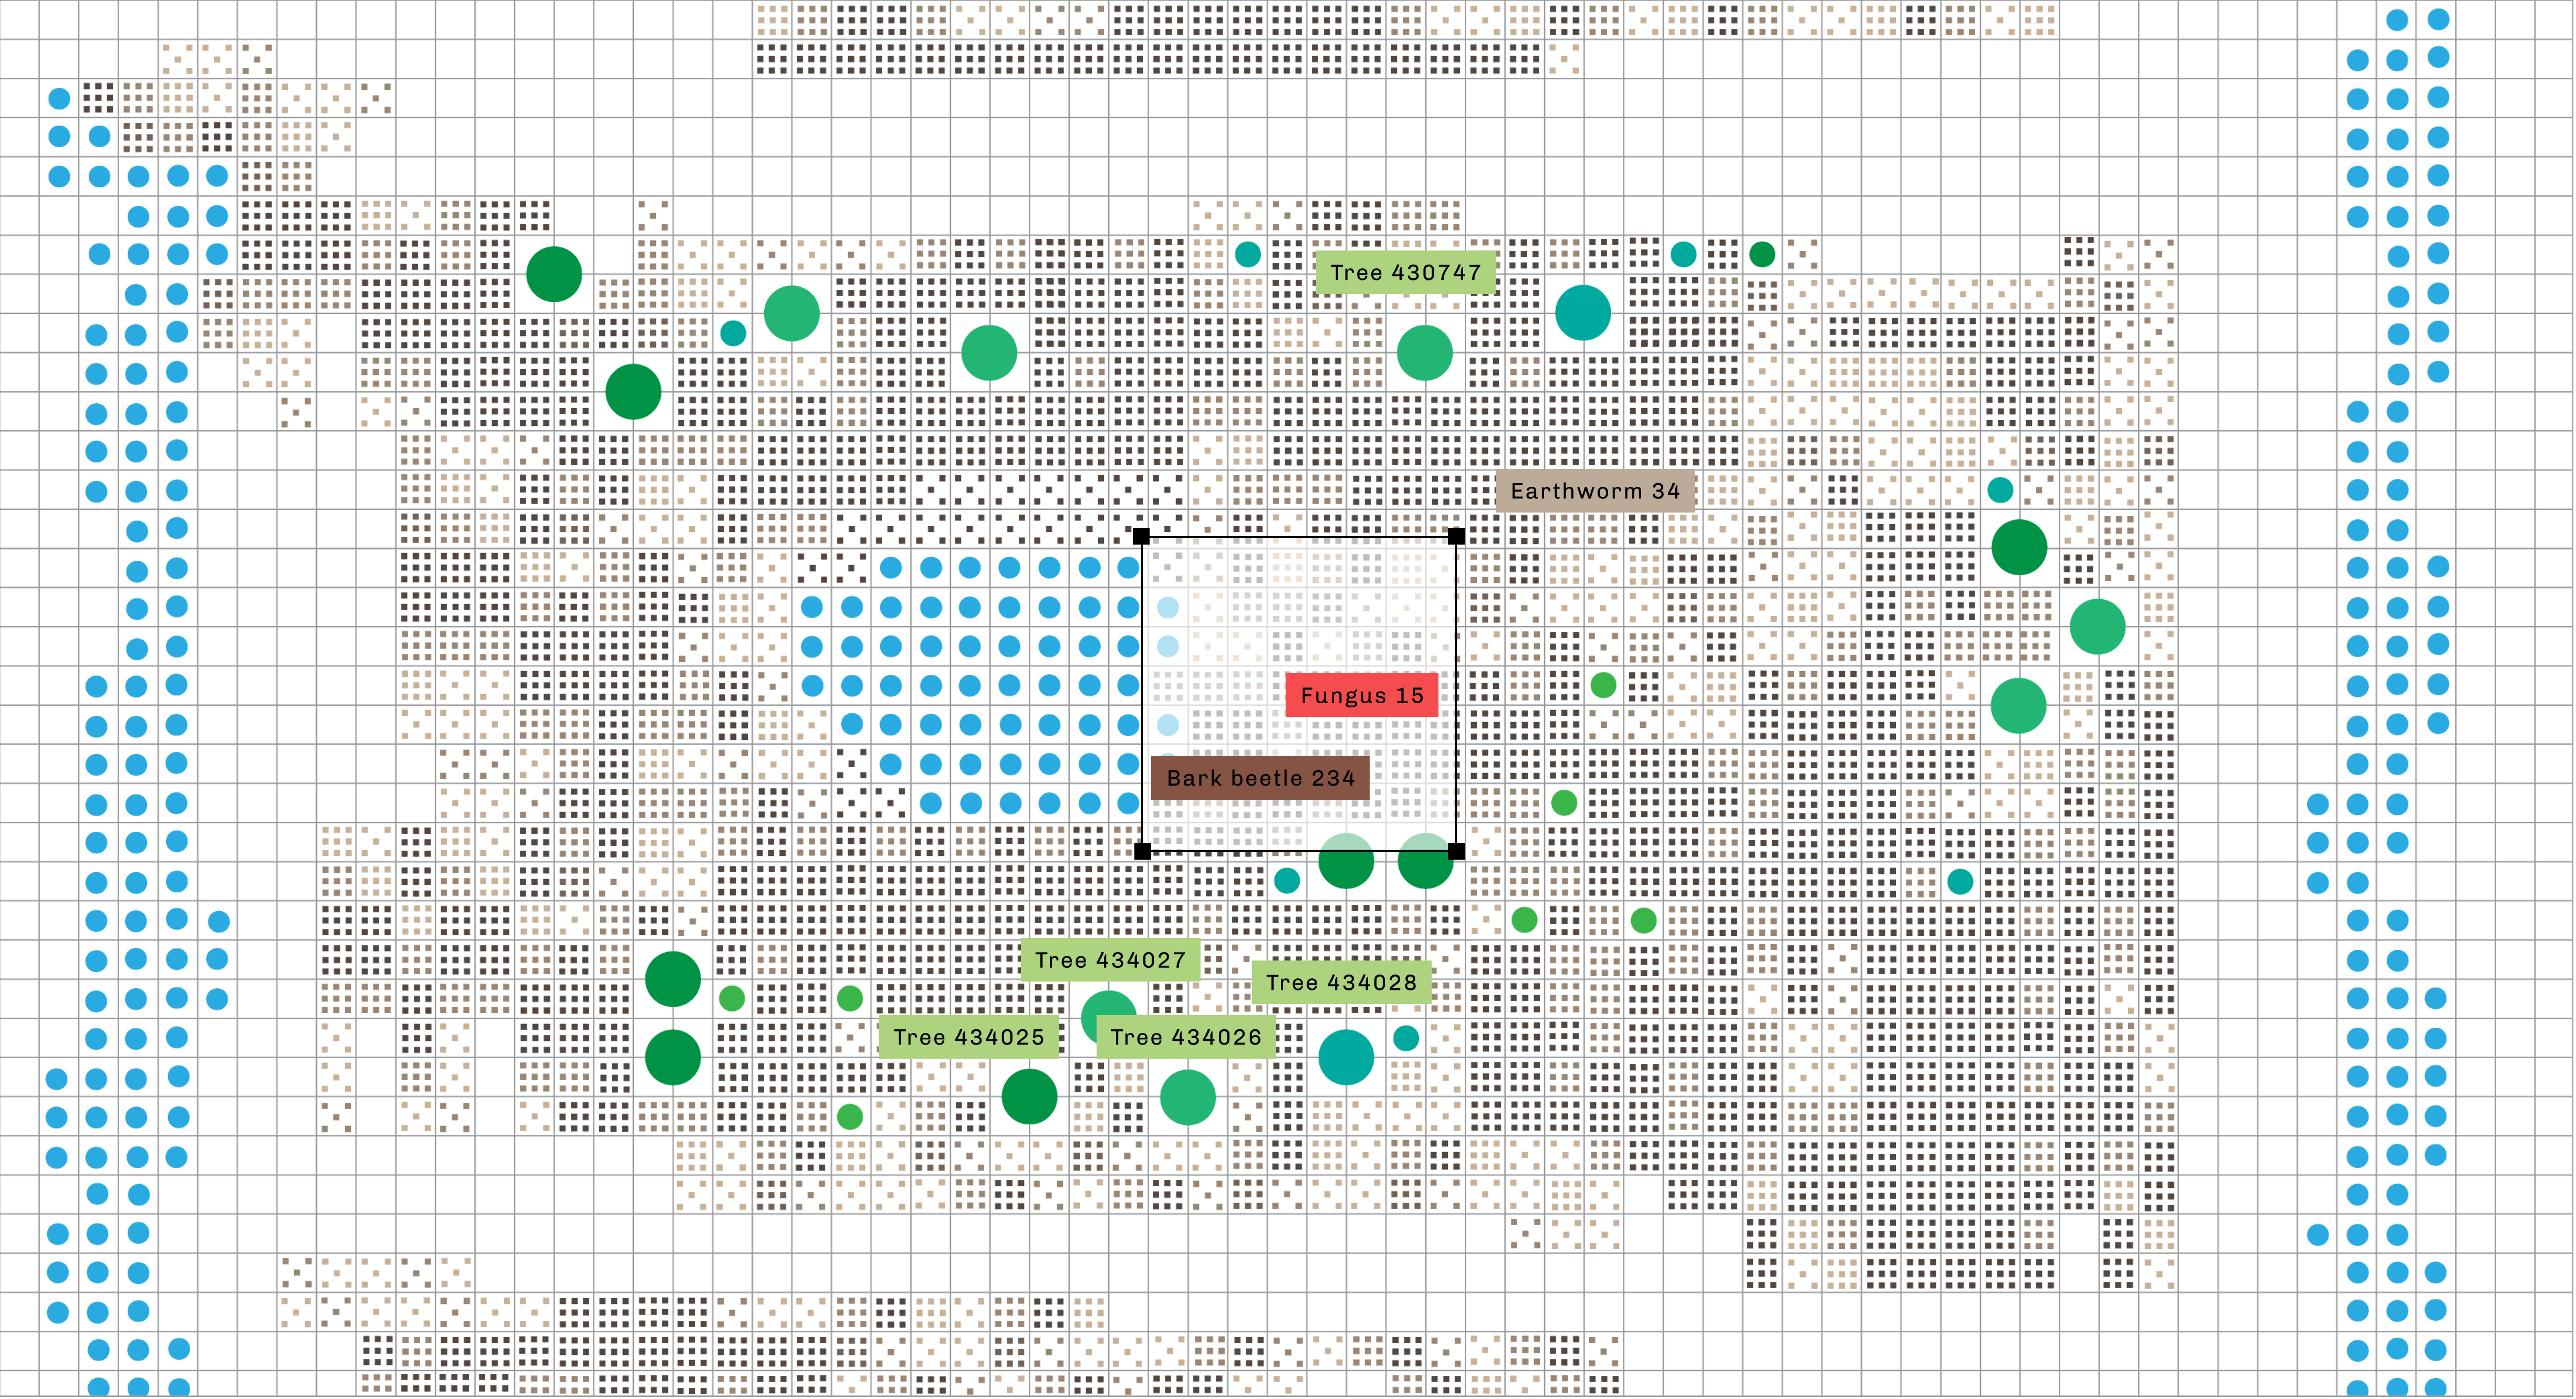 Tree 430747
Earthworm 34
Fungus 15
Bark beetle 234
Tree 434027
Tree 434028
Tree 434025
Tree 434026